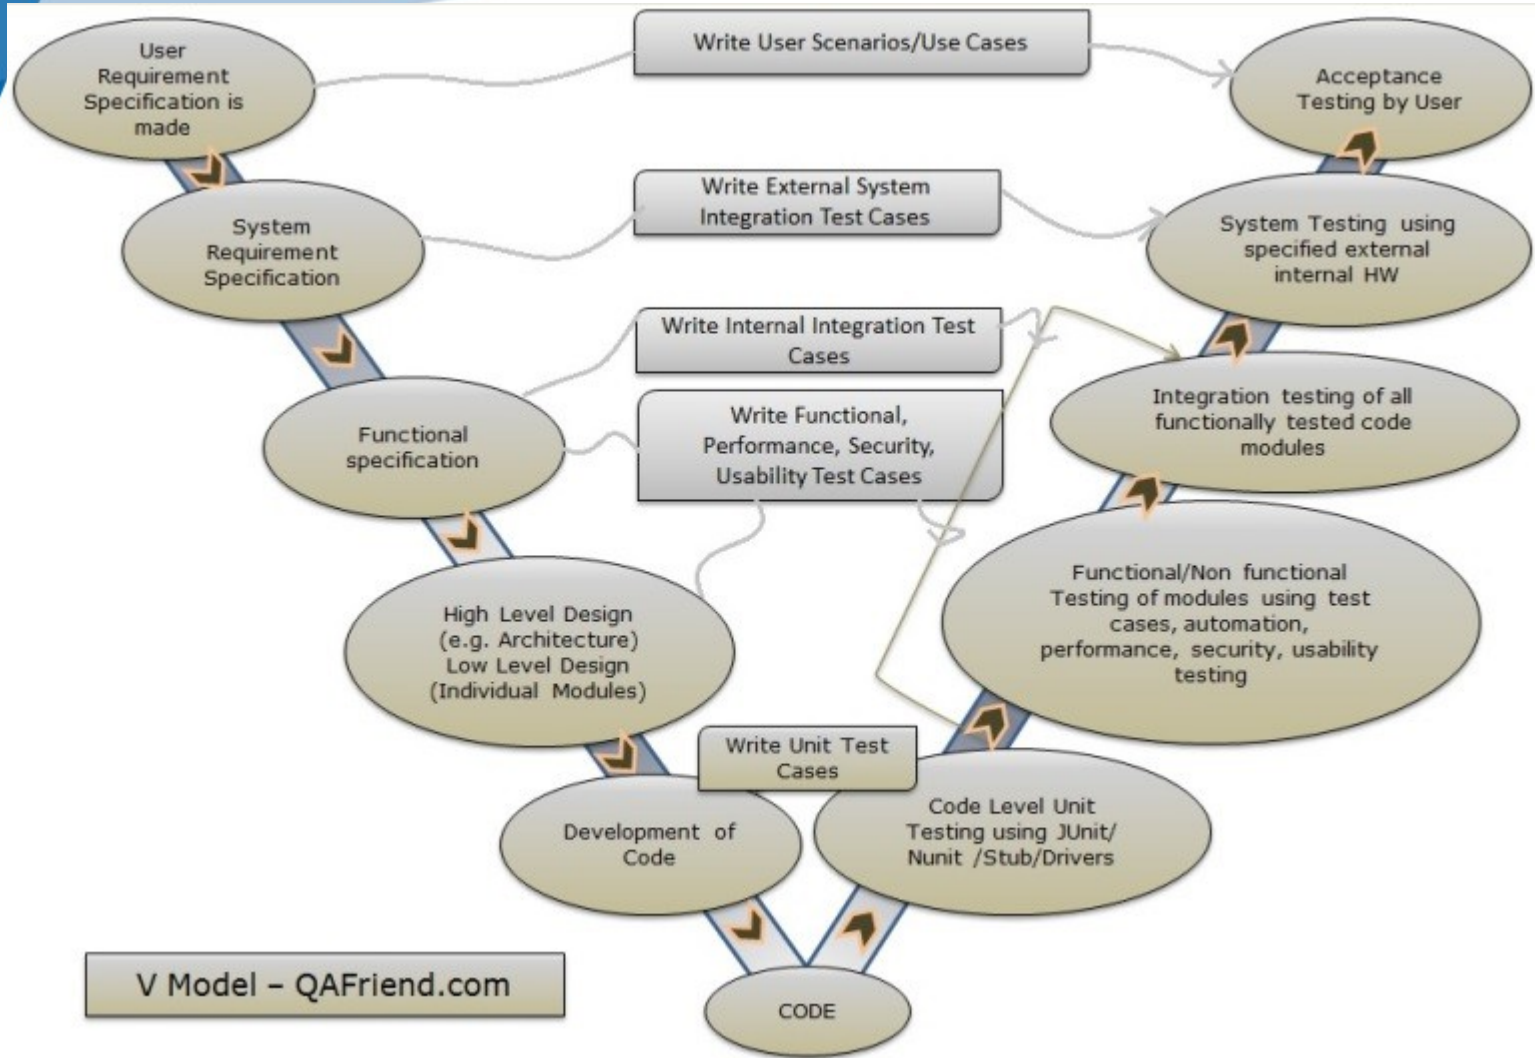 User
Requirement
Specification is
made
Write User Scenarios/Use Cases
Acceptance
Testing by User
System
Requirement
Specification
Write External System
Integration Test Cases
System Testing using
specified external
internal HW
Write Internal Integration Test
Cases
Functional
specification
Write Functional,
Performance, Security,
Usability Test Cases
Integration testing of all
functionally tested code
modules
High Level Design
(e.g. Architecture)
Low Level Design
(Individual Modules)
Functional/Non functional
Testing of modules using test
cases, automation,
performance, security, usability
testing
Write Unit Test
Cases
Development of
Code
Code Level Unit
Testing using JUnit/
Nunit /Stub/Drivers
V Model – QAFriend.com
CODE